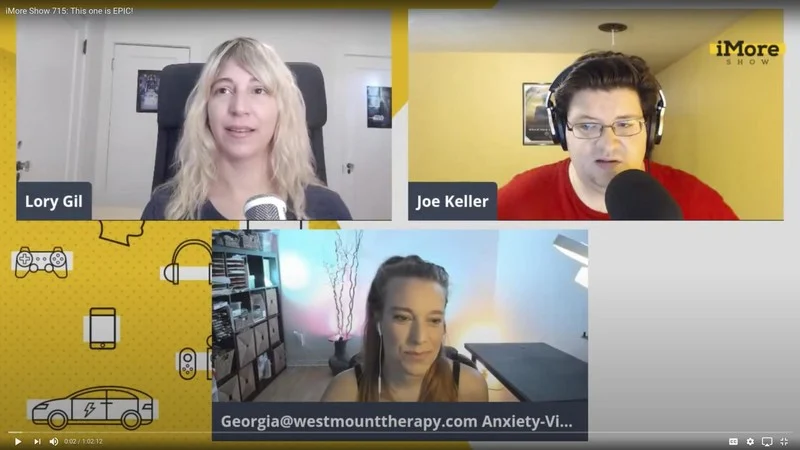 iMore Show 715: This one is EPIC!
iMore
SHOW
Lory Gil
Joe Keller
Georgia@westmounttherapy.com Anxiety-Vi...
0:02 / 1:02:12